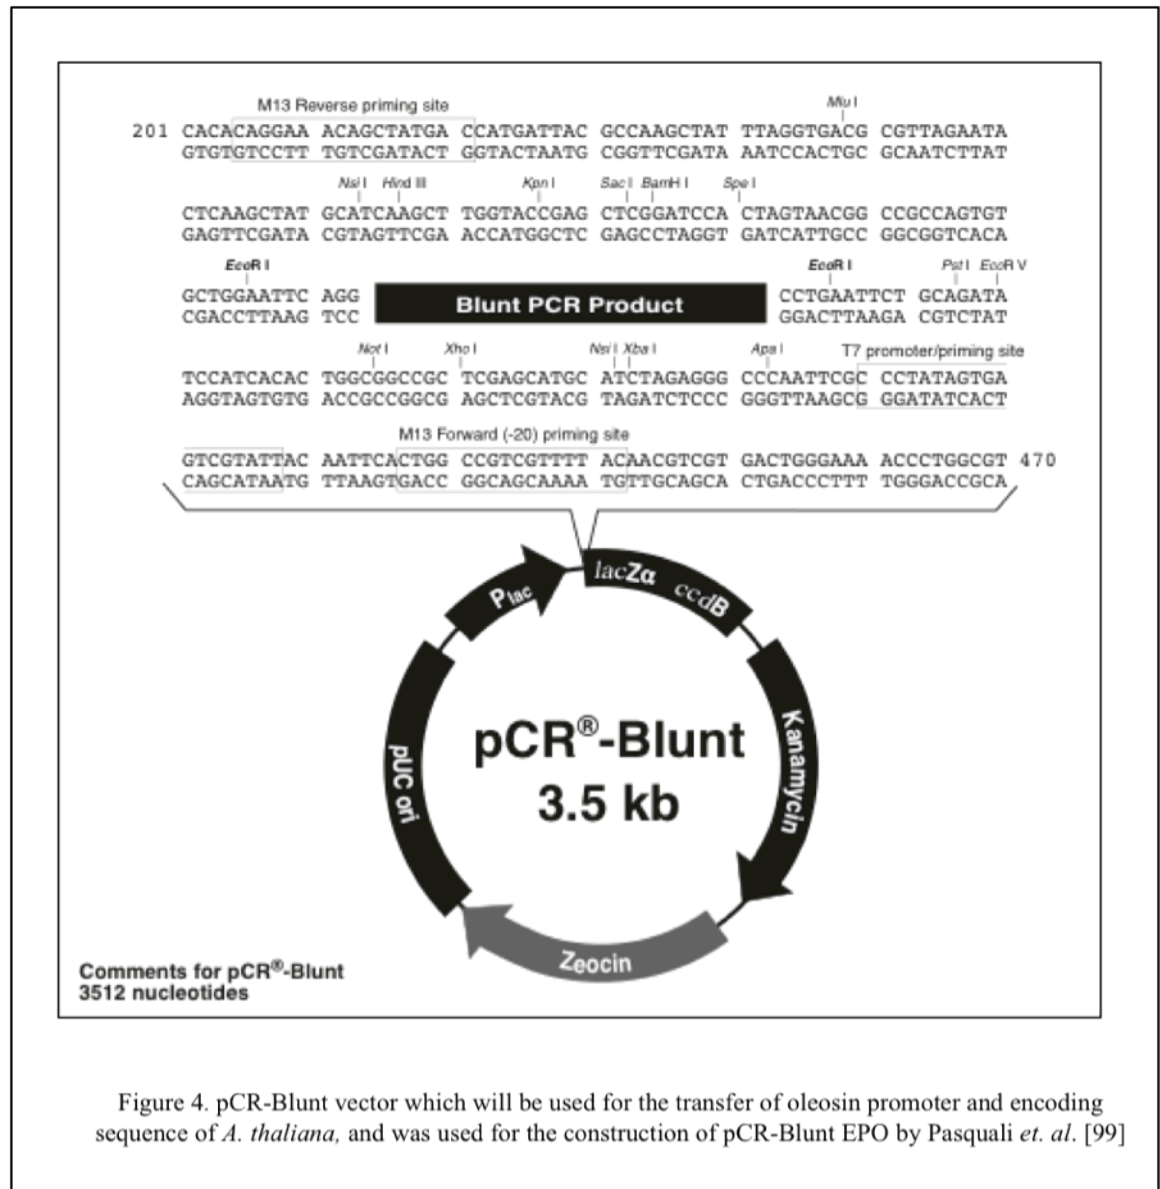 M13 Reverse priming site MluI
201 CACACAGGAA ACAGCTATGA CCATGATTAC GCCAAGCTAT TTAGGTGACG CGTTAGAATA
GTGTGTCCTT TGTCGATACT GGTACTAATG CGGTTCGATA AATCCACTGC GCAATCTTAT
Nsi I Hind III Kpn I Sac I BamH I Spe I
CTCAAGCTAT GCATCAAGCT TGGTACCGAG CTCGGATCCA CTAGTAACGG CCGCCAGTGT
GAGTTCGATA CGTAGTTCGA ACCATGGCTC GAGCCTAGGT GATCATTGCC GGCGGTCACA
EcoR I EcoR I Pst I EcoR V
GCTGGAATTC AGG Blunt PCR Product CCTGAATTCT GCAGATA
CGACCTTAAG TCC GGACTTAAGA CGTCTAT
Not I Xho I Nsi I Xba I Apa I T7 promoter/priming site
TCCATCACAC TGGCGGCCGC TCGAGCATGC ATCTAGAGGG CCCAATTCGC CCTATAGTGA
AGGTAGTGTG ACCGCCGGCG AGCTCGTACG TAGATCTCCC GGGTTAAGCG GGATATCACT
M13 Forward (-20) priming site
GTCGTATTAC AATTCACTGG CCGTCGTTTT ACAACGTCGT GACTGGGAAA ACCCTGGCGT 470
CAGCATAATG TTAAGTGACC GGCAGCAAAA TGTTGCAGCA CTGACCCTTT TGGGACCGCA
Plac
lacZα ccdB
Kanamycin
pUC ori
pCR®-Blunt
3.5 kb
Zeocin
Comments for pCR®-Blunt
3512 nucleotides
Figure 4. pCR-Blunt vector which will be used for the transfer of oleosin promoter and encoding
sequence of A. thaliana, and was used for the construction of pCR-Blunt EPO by Pasquali et. al. [99]